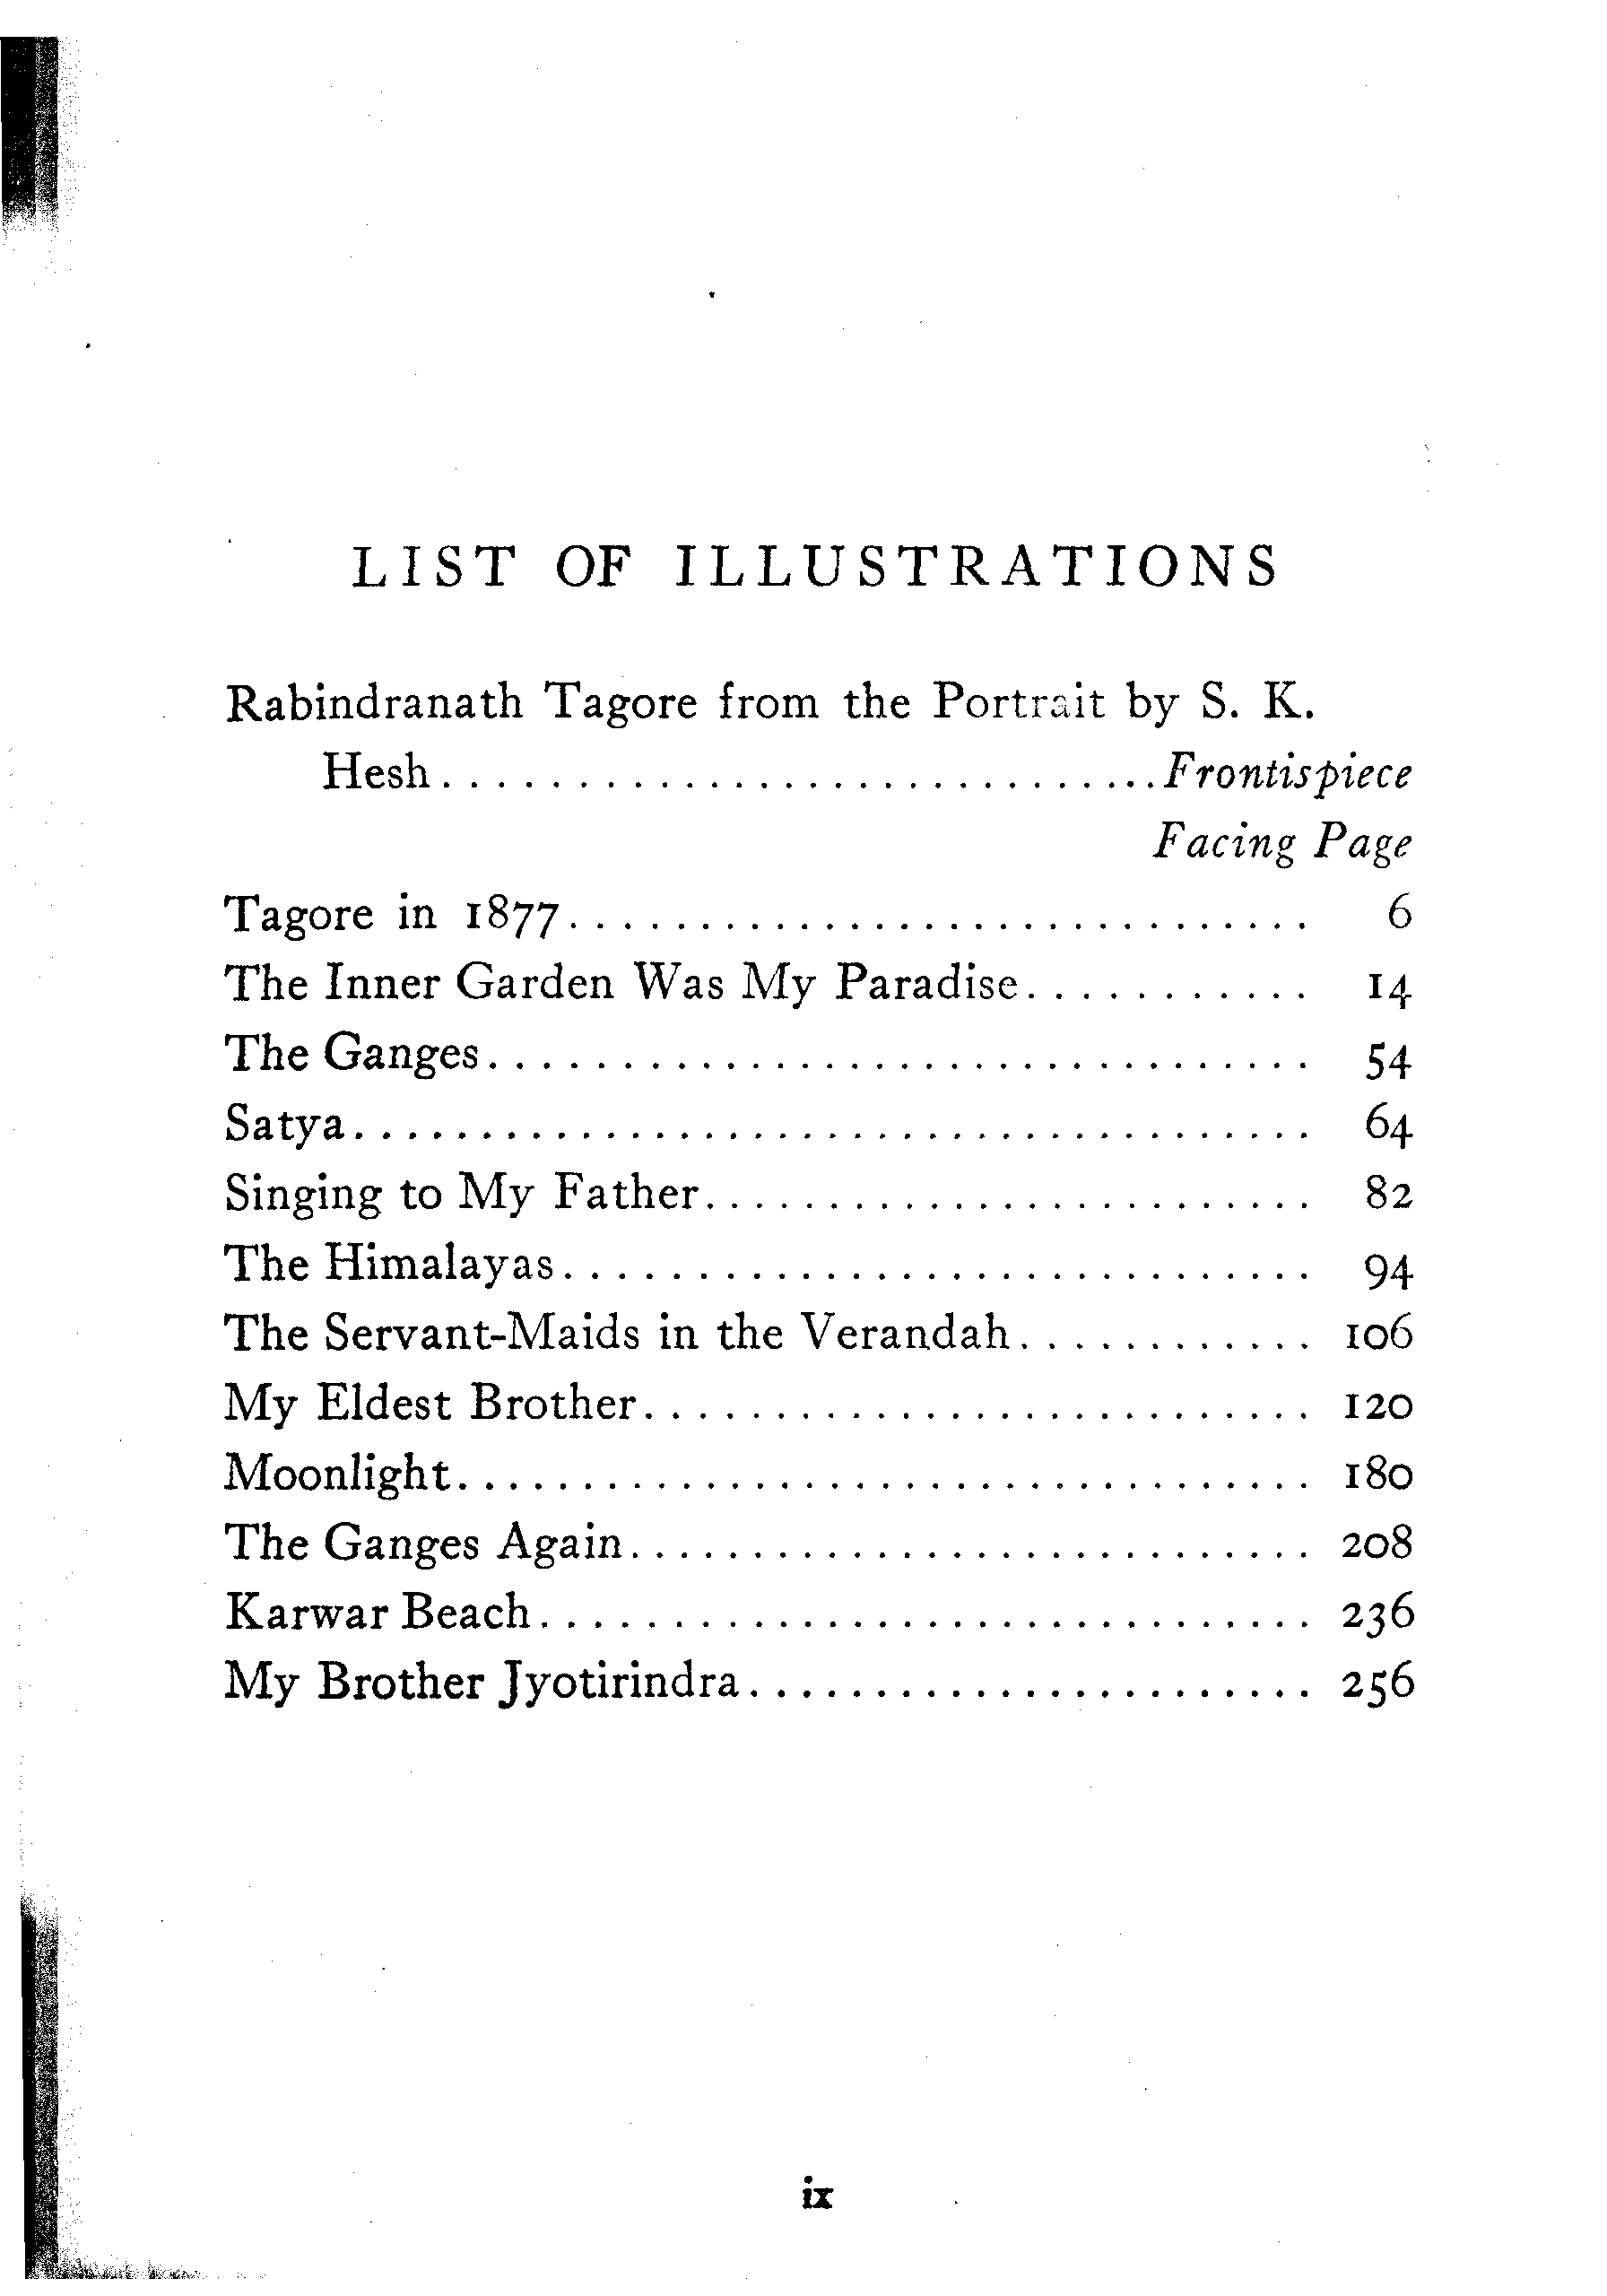 LIST OF ILLUSTRATIONS
Rabindranath Tagore from the Portrait by S. K.
Hesh............................Frontispiece
Facing Page
Tagore in 1877.............................. 6
The Inner Garden Was My Paradise............ 14
The Ganges................................. 54
Satya....................................... 64
Singing to My Father......................... 82
The Himalayas.............................. 94
The Servant-Maids in the Verandah............ 106
My Eldest Brother........................... 120
Moonlight................................... 180
The Ganges Again............................ 208
Karwar Beach............................... 236
My Brother Jyotirindra....................... 256
ix